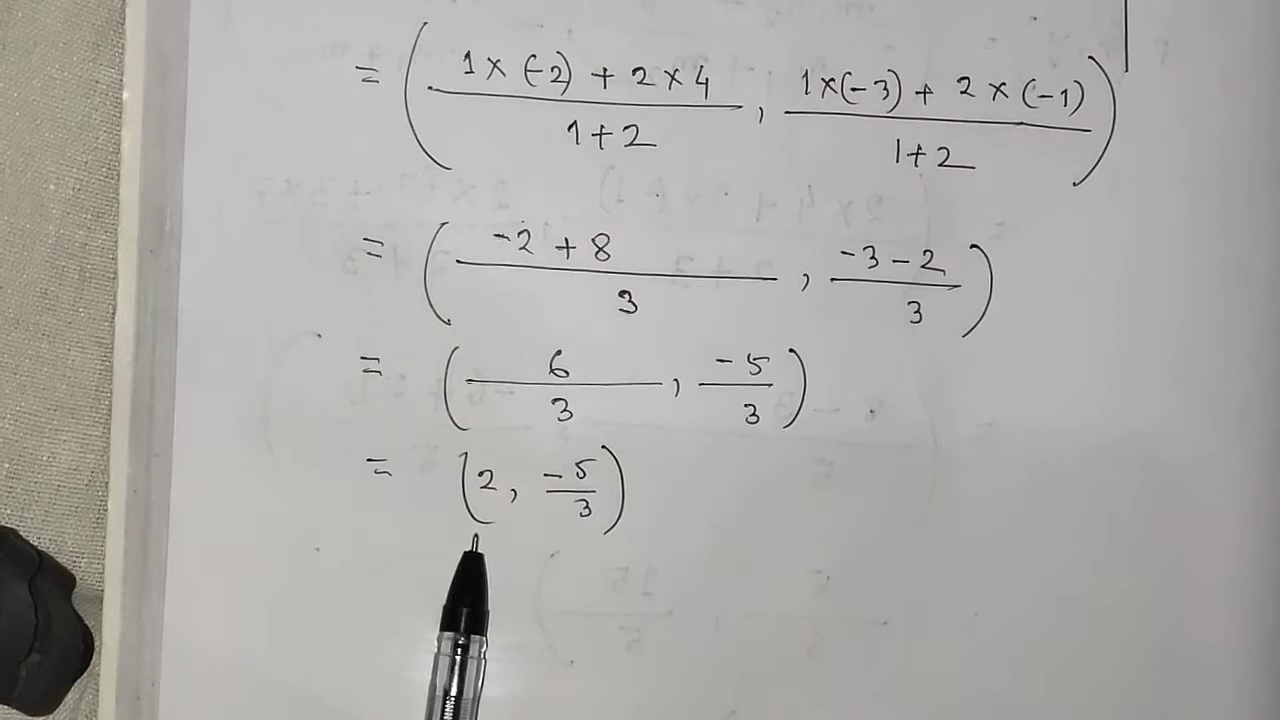 = ( (1 × (-2) + 2 × 4)/(1+2) , (1×(-3) + 2 × (-1))/(1+2) )
= ( (-2 + 8)/3 , (-3 - 2)/3 )
= ( 6/3 , -5/3 )
= ( 2 , -5/3 )